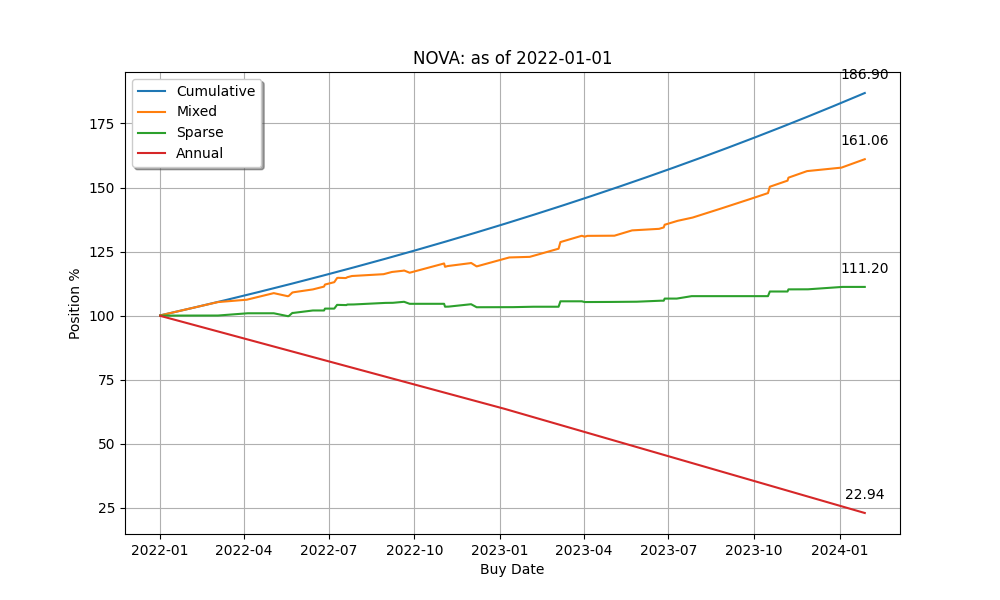 NOVA: as of 2022-01-01
Cumulative
Mixed
Sparse
Annual
186.90
161.06
111.20
22.94
Position %
175
150
125
100
75
50
25
2022-01 2022-04 2022-07 2022-10 2023-01 2023-04 2023-07 2023-10 2024-01
Buy Date